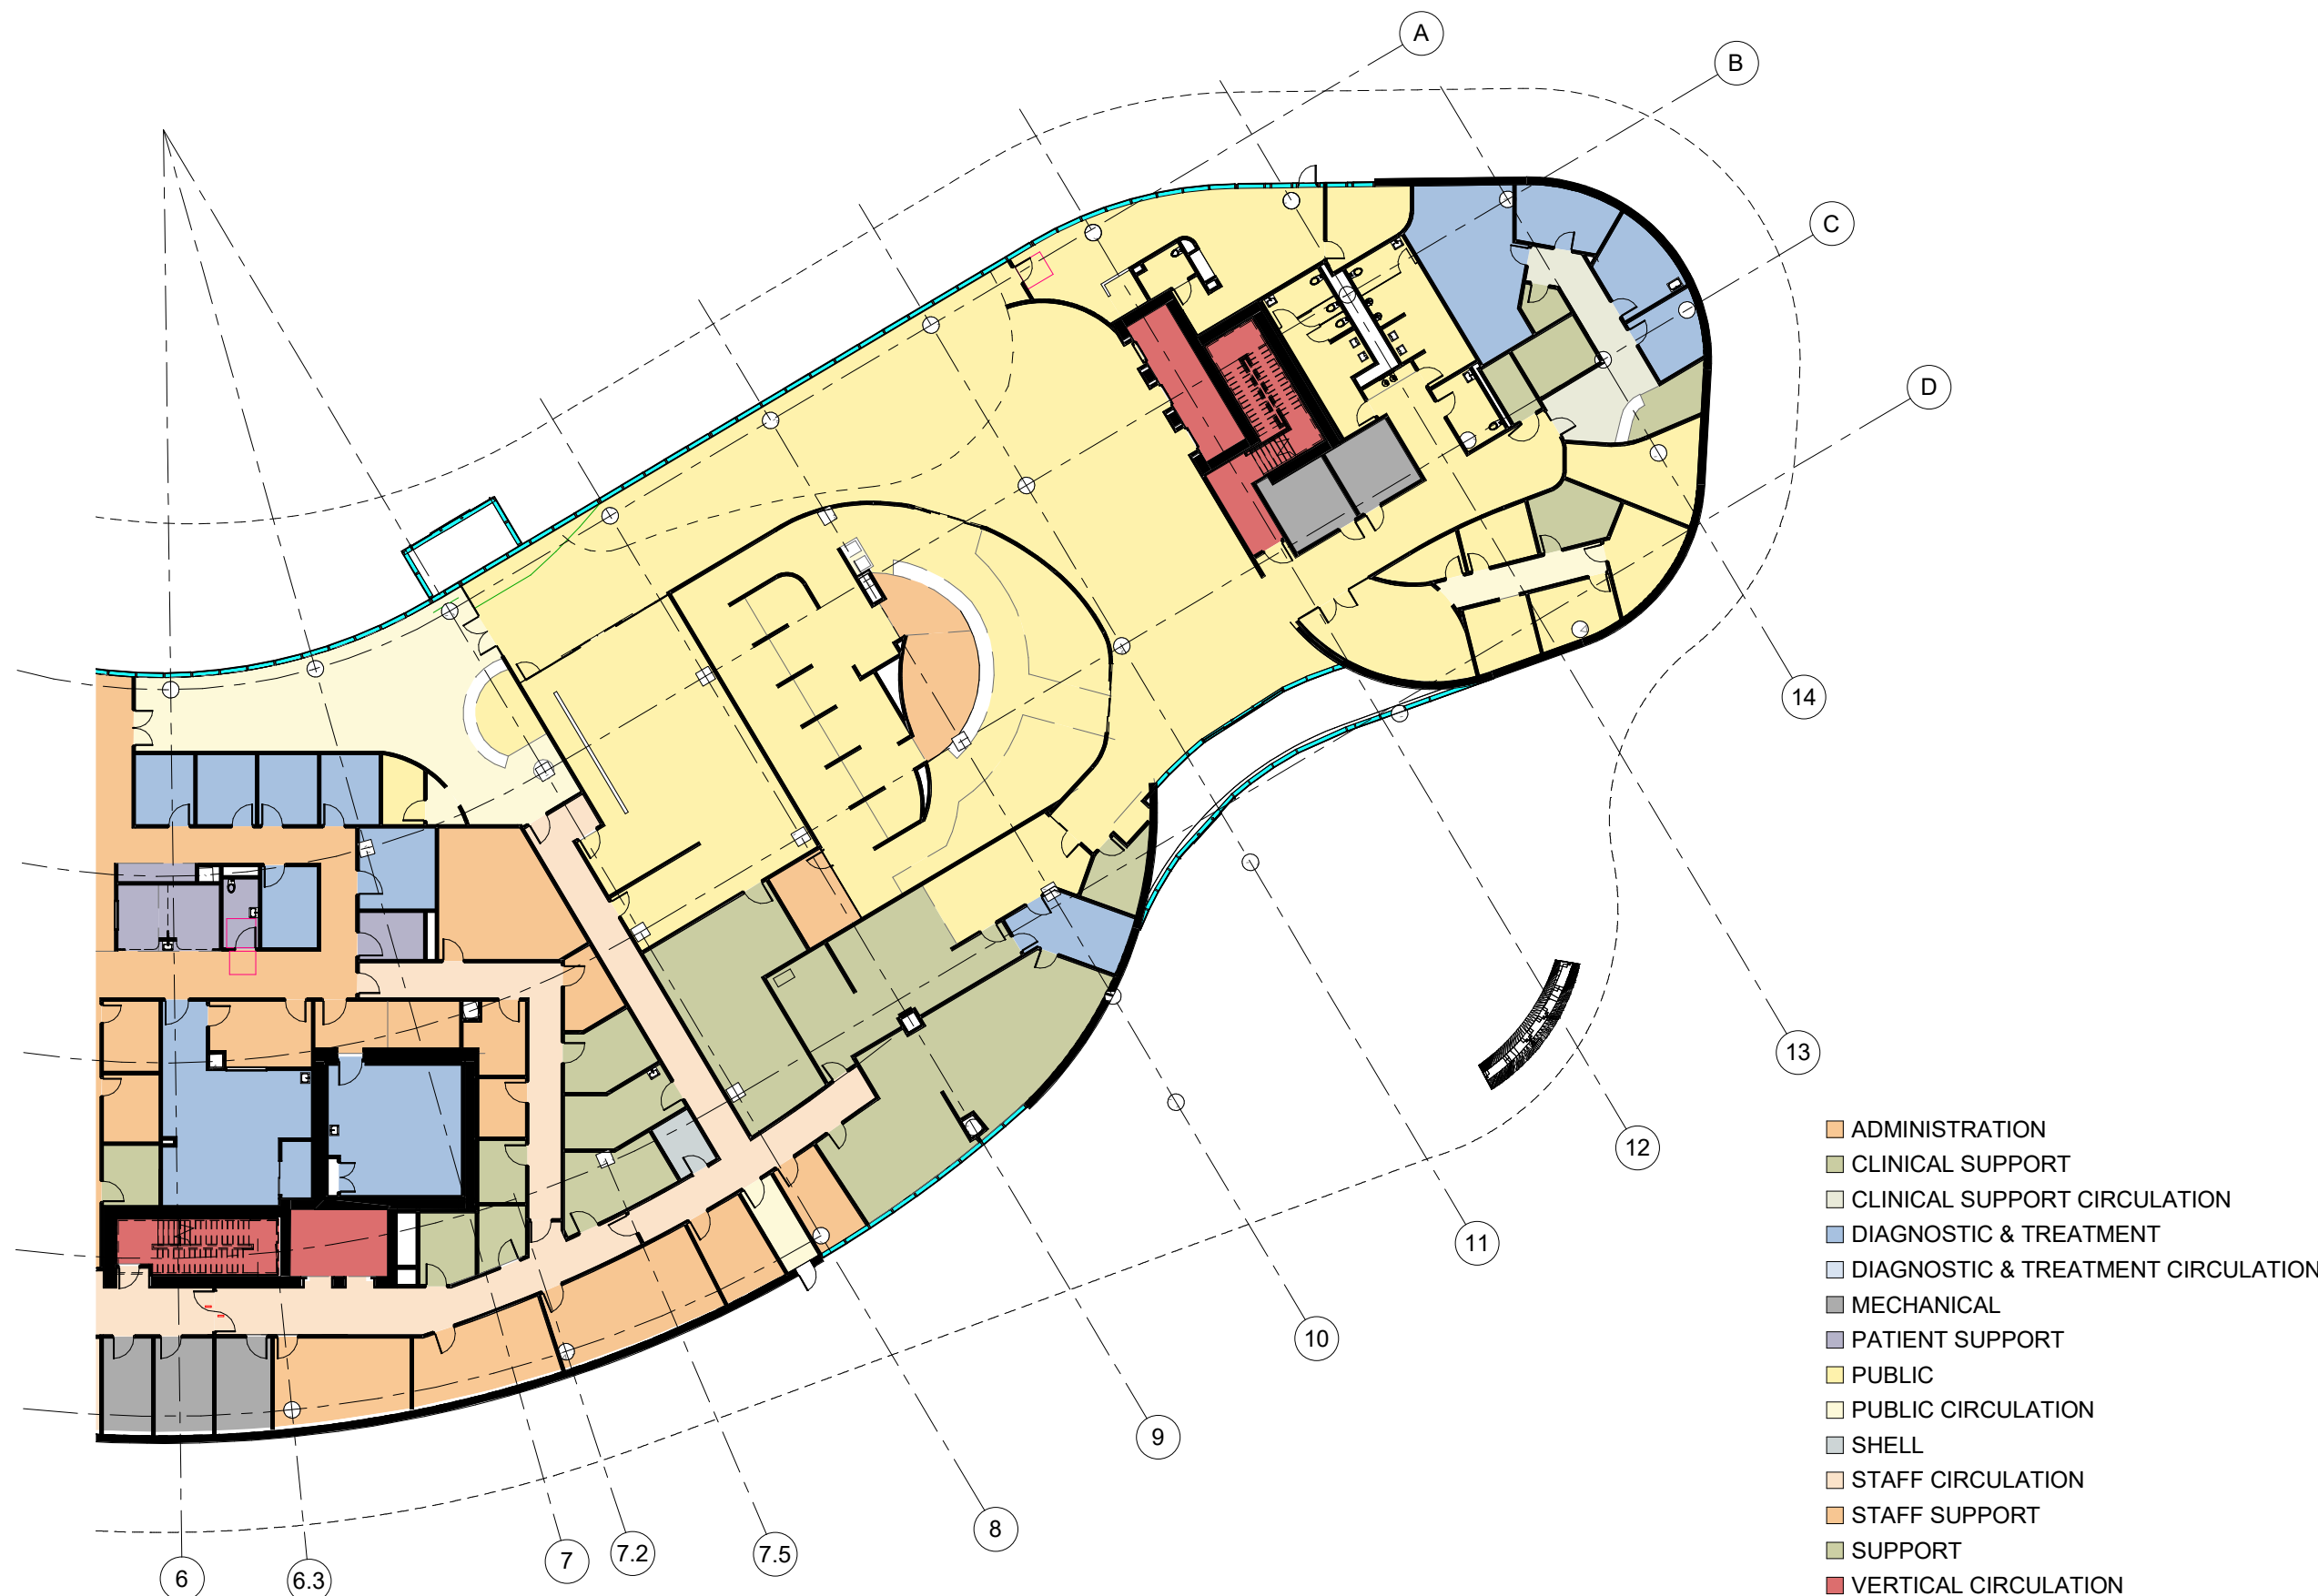 A
B
C
D
14
13
12
11
10
9
8
7.5
7.2
7
6.3
6
ADMINISTRATION
CLINICAL SUPPORT
CLINICAL SUPPORT CIRCULATION
DIAGNOSTIC & TREATMENT
DIAGNOSTIC & TREATMENT CIRCULATION
MECHANICAL
PATIENT SUPPORT
PUBLIC
PUBLIC CIRCULATION
SHELL
STAFF CIRCULATION
STAFF SUPPORT
SUPPORT
VERTICAL CIRCULATION